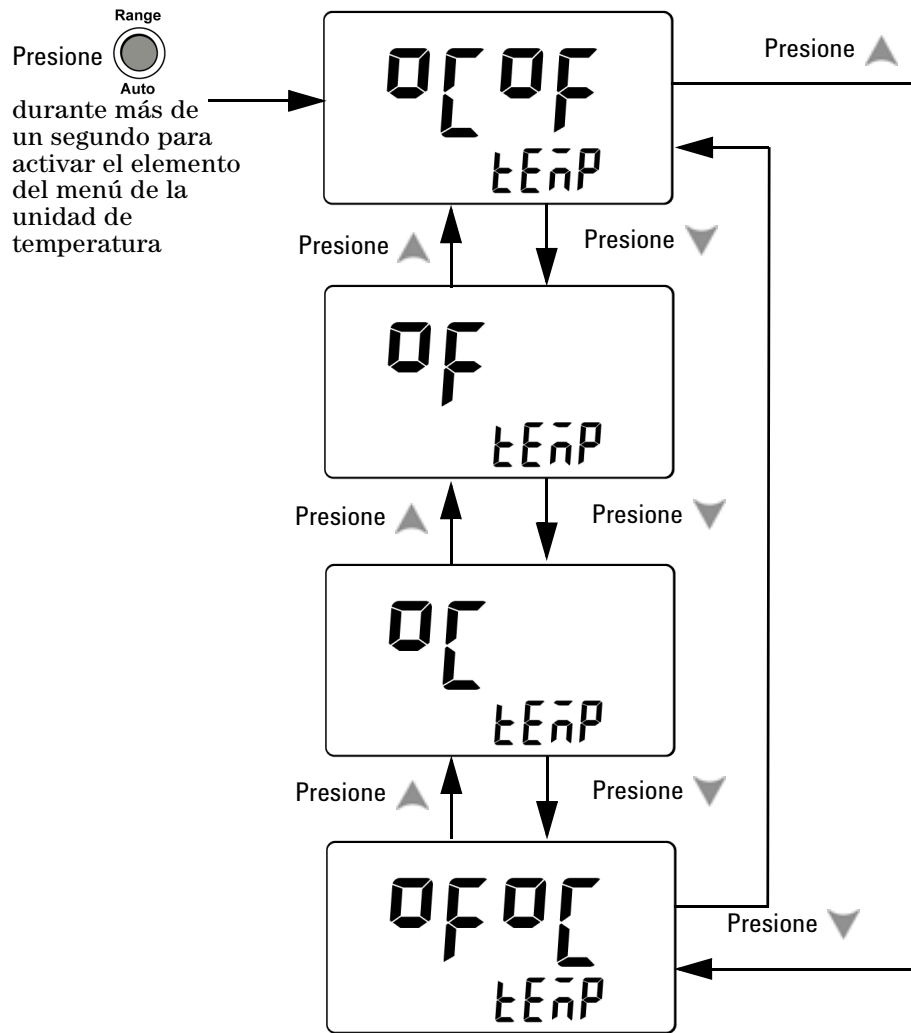 Range
Presione
Auto
durante más de
un segundo para
activar el elemento
del menú de la
unidad de
temperatura
°C°F
tEmP
Presione
Presione
Presione
°F
tEmP
Presione
Presione
°C
tEmP
Presione
Presione
°F°C
tEmP
Presione